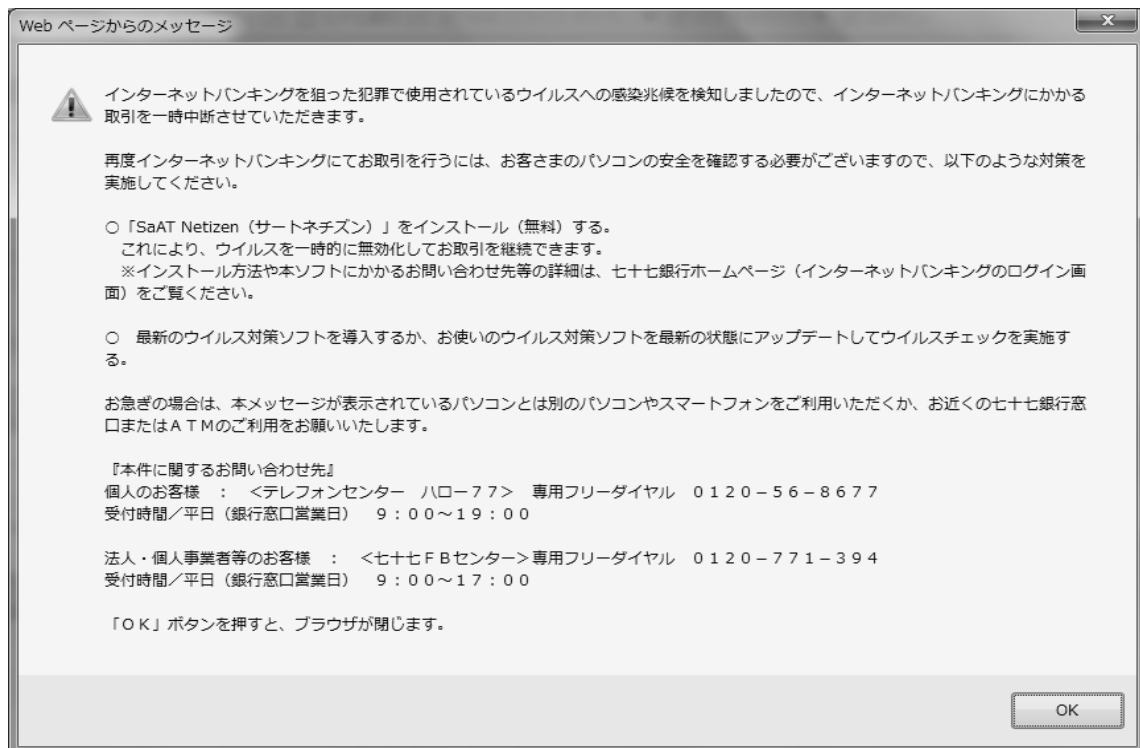 Web ページからのメッセージ
x
インターネットバンキングを狙った犯罪で使用されているウイルスへの感染兆候を検知しましたので、インターネットバンキングにかかる
取引を一時中断させていただきます。
再度インターネットバンキングにてお取引を行うには、お客さまのパソコンの安全を確認する必要がございますので、以下のような対策を
実施してください。
○「SaAT Netizen（サートネチズン）」をインストール（無料）する。
これにより、ウイルスを一時的に無効化してお取引を継続できます。
※インストール方法や本ソフトにかかるお問い合わせ先等の詳細は、七十七銀行ホームページ（インターネットバンキングのログイン画
面）をご覧ください。
○　最新のウイルス対策ソフトを導入するか、お使いのウイルス対策ソフトを最新の状態にアップデートしてウイルスチェックを実施す
る。
お急ぎの場合は、本メッセージが表示されているパソコンとは別のパソコンやスマートフォンをご利用いただくか、お近くの七十七銀行窓
口またはＡＴＭのご利用をお願いいたします。
『本件に関するお問い合わせ先』
個人のお客様　：　＜テレフォンセンター　ハロー７７＞　専用フリーダイヤル　０１２０－５６－８６７７
受付時間／平日（銀行窓口営業日）　９：００～１９：００
法人・個人事業者等のお客様　：　＜七十七ＦＢセンター＞専用フリーダイヤル　０１２０－７７１－３９４
受付時間／平日（銀行窓口営業日）　９：００～１７：００
「ＯＫ」ボタンを押すと、ブラウザが閉じます。
OK